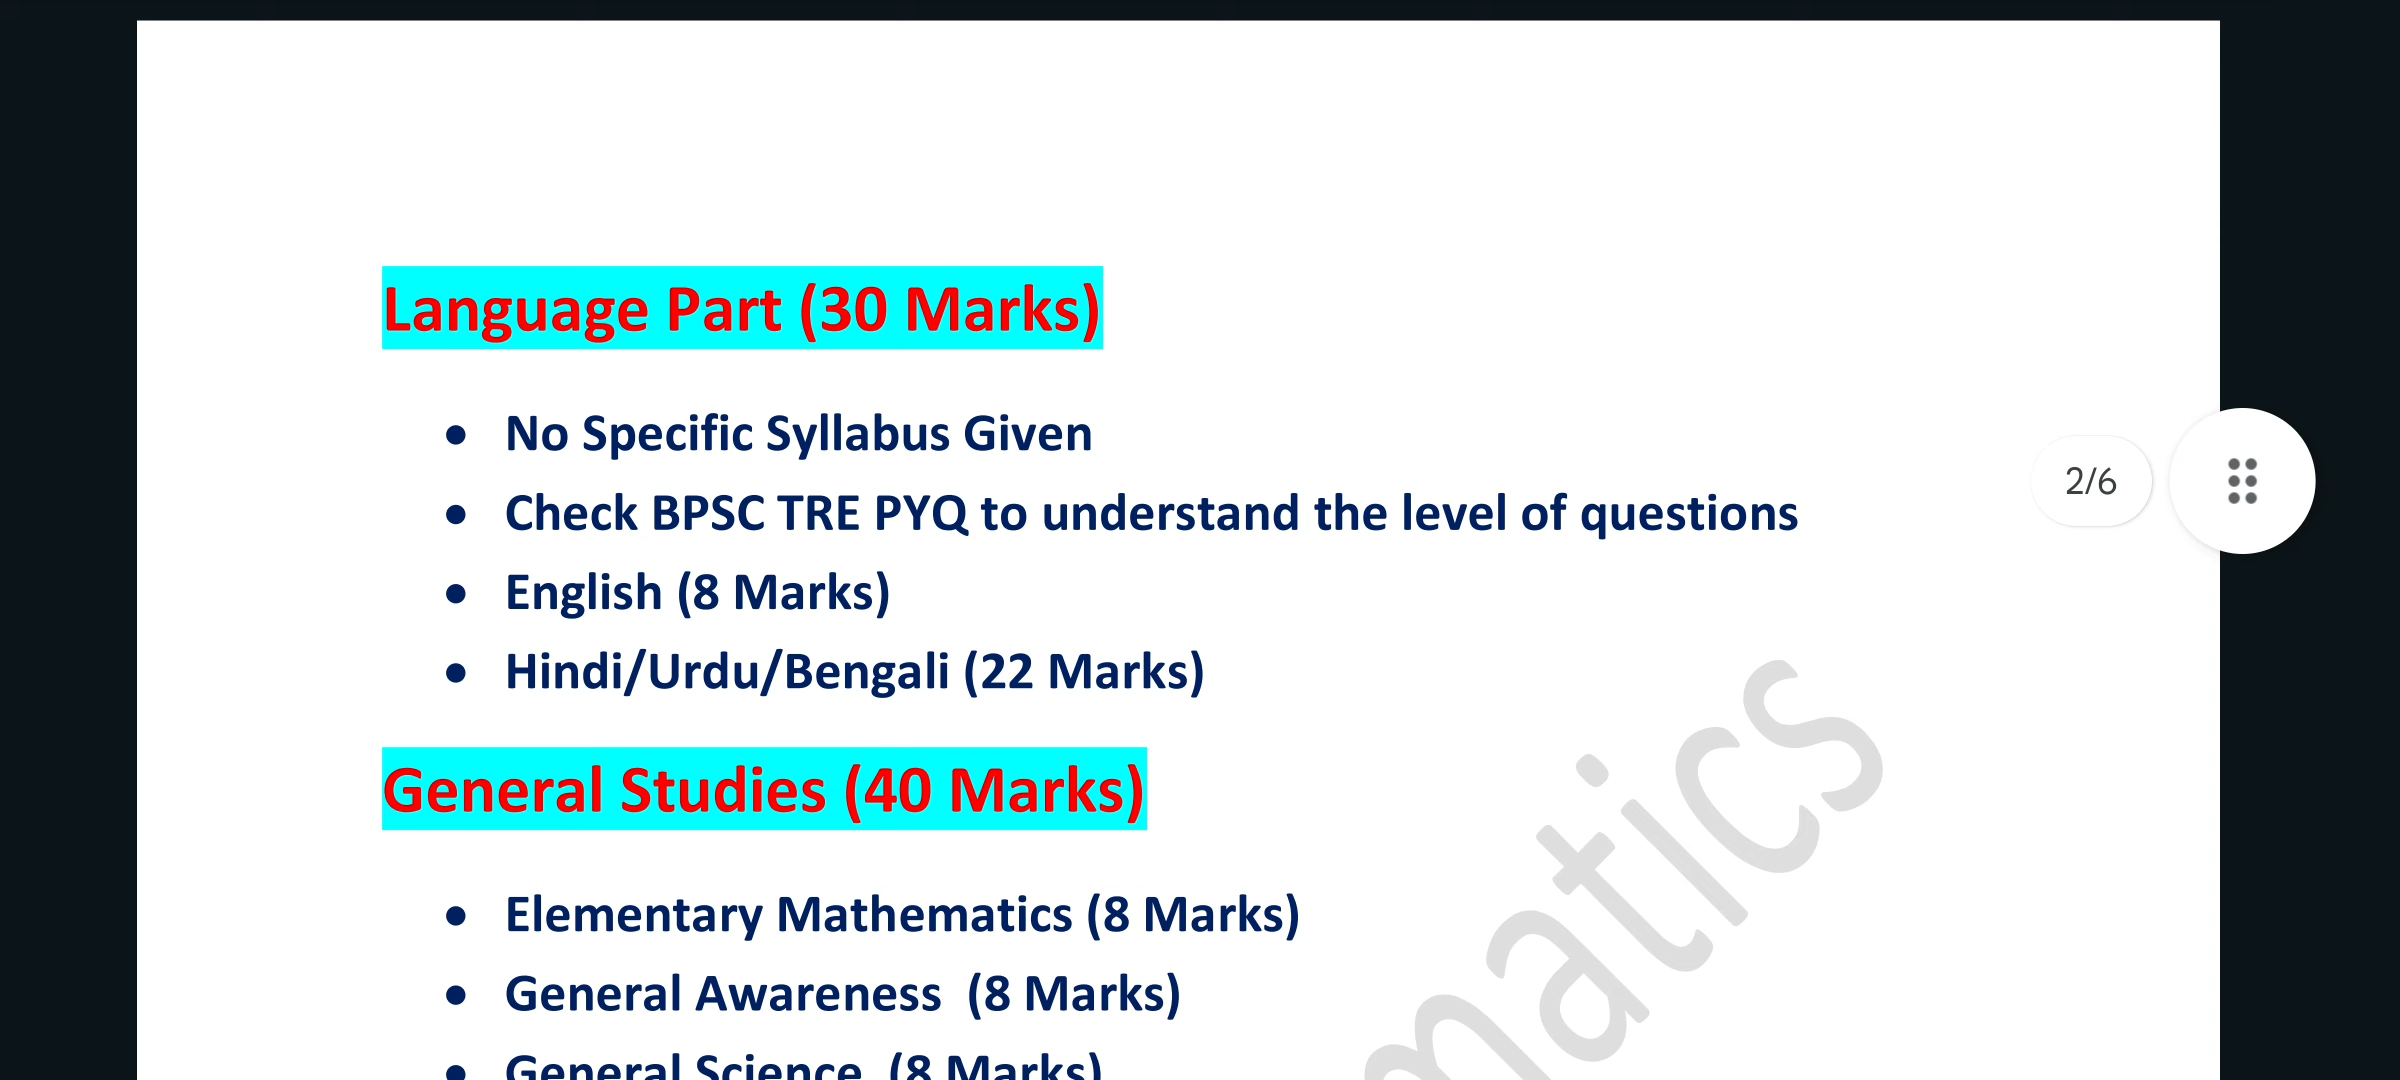 Language Part (30 Marks)
• No Specific Syllabus Given
• Check BPSC TRE PYQ to understand the level of questions
2/6
• English (8 Marks)
• Hindi/Urdu/Bengali (22 Marks)
General Studies (40 Marks)
• Elementary Mathematics (8 Marks)
• General Awareness (8 Marks)
• General Science (8 Marks)
matics